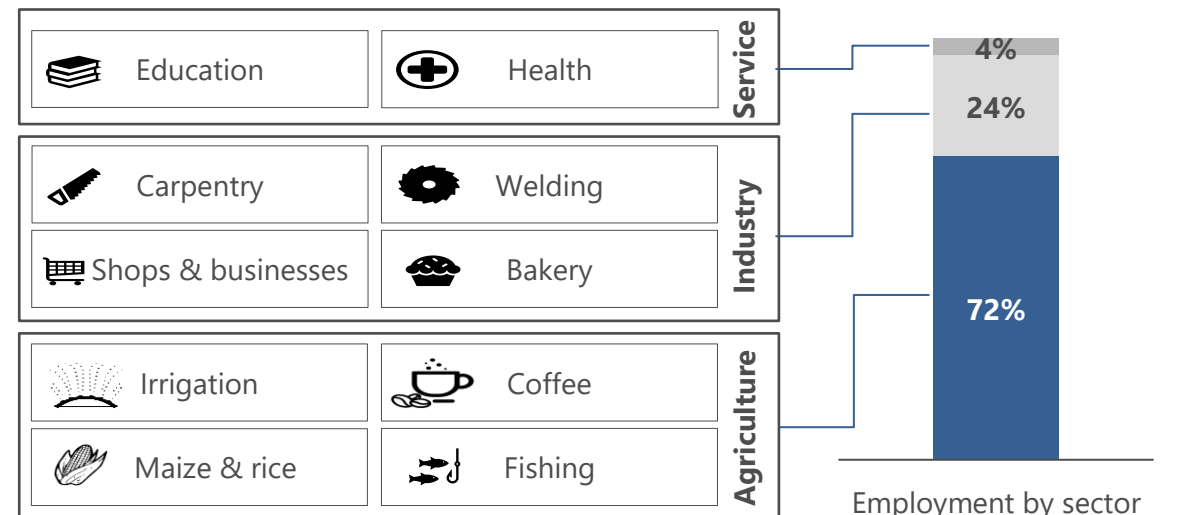 Education
Health
Service
Carpentry
Welding
Shops & businesses
Bakery
Industry
Irrigation
Coffee
Maize & rice
Fishing
Agriculture
4%
24%
72%
Employment by sector